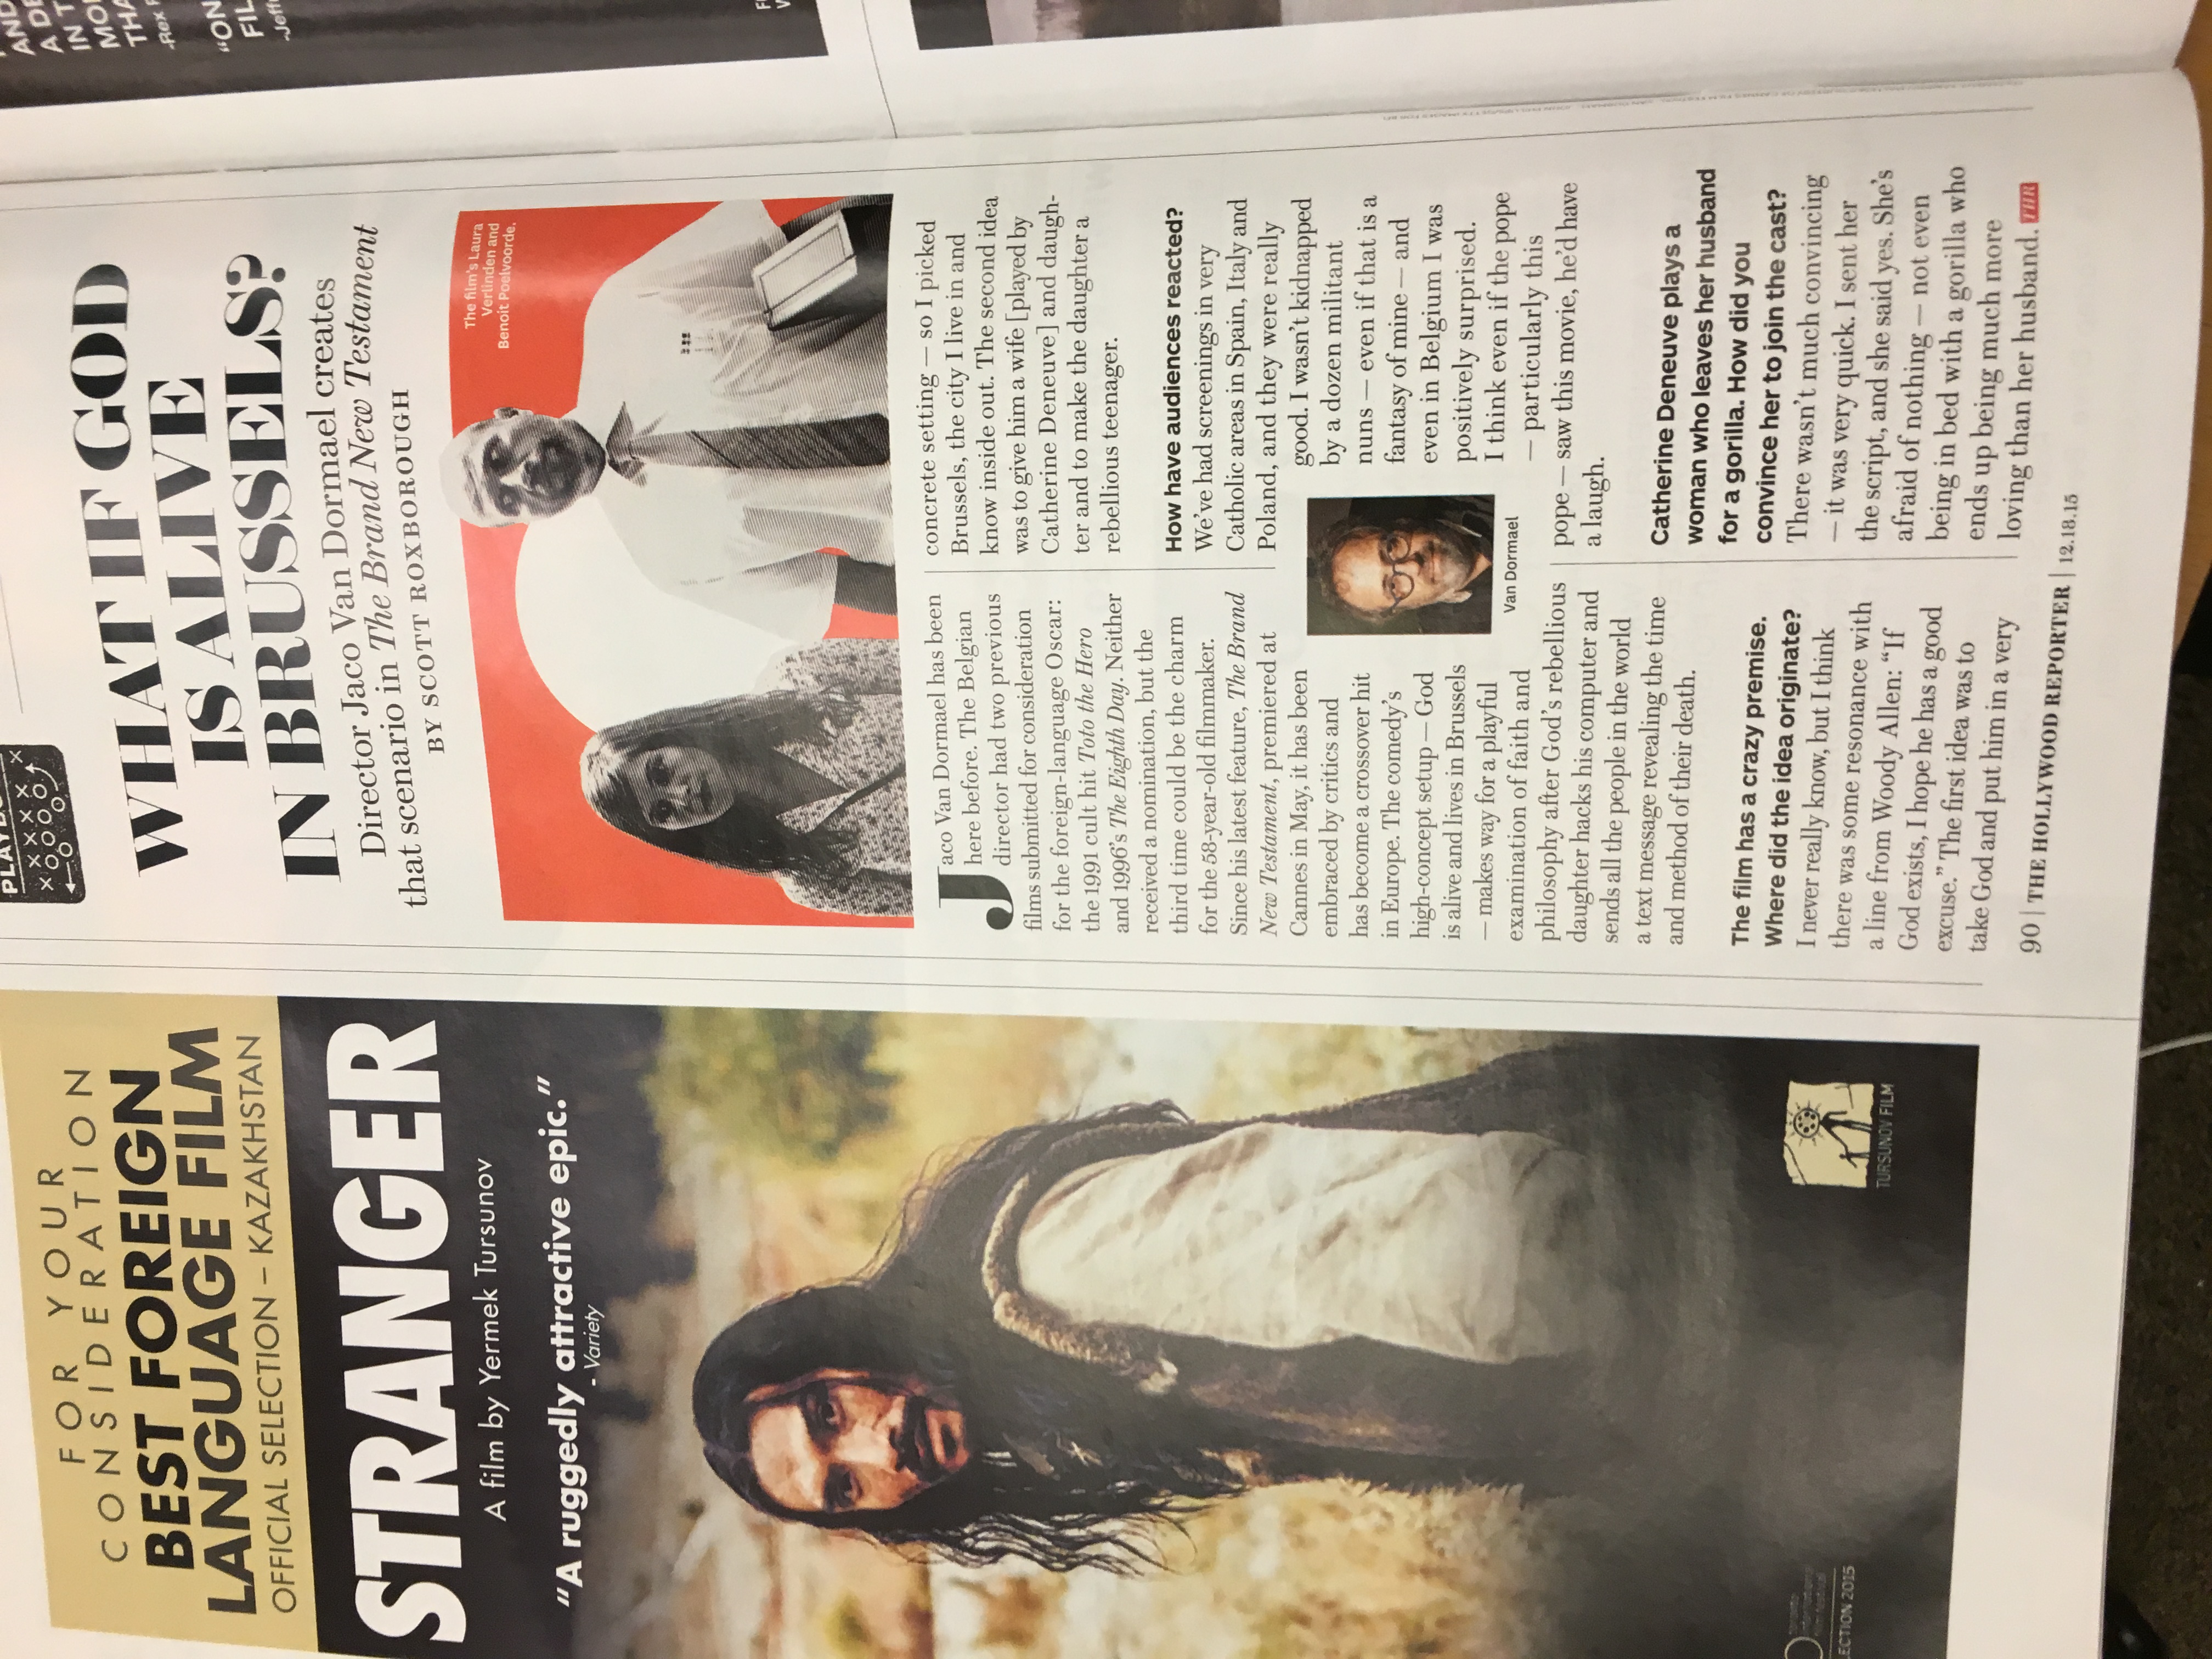 FOR YOUR
CONSIDERATION
BEST FOREIGN
LANGUAGE FILM
OFFICIAL SELECTION – KAZAKHSTAN
STRANGER
A film by Yermek Tursunov
"A ruggedly attractive epic."
- Variety
LECTION 2015
TURSUNOV FILM
WHAT IF GOD
IS ALIVE
IN BRUSSELS?
Director Jaco Van Dormael creates
that scenario in The Brand New Testament
BY SCOTT ROXBOROUGH
The film's Laura
Verlinden and
Benoit Poelvoorde.
Jaco Van Dormael has been
here before. The Belgian
director had two previous
films submitted for consideration
for the foreign-language Oscar:
the 1991 cult hit Toto the Hero
and 1996's The Eighth Day. Neither
received a nomination, but the
third time could be the charm
for the 58-year-old filmmaker.
Since his latest feature, The Brand
New Testament, premiered at
Cannes in May, it has been
embraced by critics and
has become a crossover hit
in Europe. The comedy's
high-concept setup — God
is alive and lives in Brussels
— makes way for a playful
examination of faith and
philosophy after God's rebellious
daughter hacks his computer and
sends all the people in the world
a text message revealing the time
and method of their death.
The film has a crazy premise.
Where did the idea originate?
I never really know, but I think
there was some resonance with
a line from Woody Allen: "If
God exists, I hope he has a good
excuse." The first idea was to
take God and put him in a very
concrete setting — so I picked
Brussels, the city I live in and
know inside out. The second idea
was to give him a wife [played by
Catherine Deneuve] and daugh-
ter and to make the daughter a
rebellious teenager.
How have audiences reacted?
We've had screenings in very
Catholic areas in Spain, Italy and
Poland, and they were really
good. I wasn't kidnapped
by a dozen militant
nuns — even if that is a
fantasy of mine — and
even in Belgium I was
positively surprised.
I think even if the pope
— particularly this
pope — saw this movie, he'd have
a laugh.
Van Dormael
Catherine Deneuve plays a
woman who leaves her husband
for a gorilla. How did you
convince her to join the cast?
There wasn't much convincing
— it was very quick. I sent her
the script, and she said yes. She's
afraid of nothing — not even
being in bed with a gorilla who
ends up being much more
loving than her husband. THR
90 | THE HOLLYWOOD REPORTER | 12.18.15
AND
A DE
IN T
MO
THA
-Rex
"ON
FIL
-Jeff